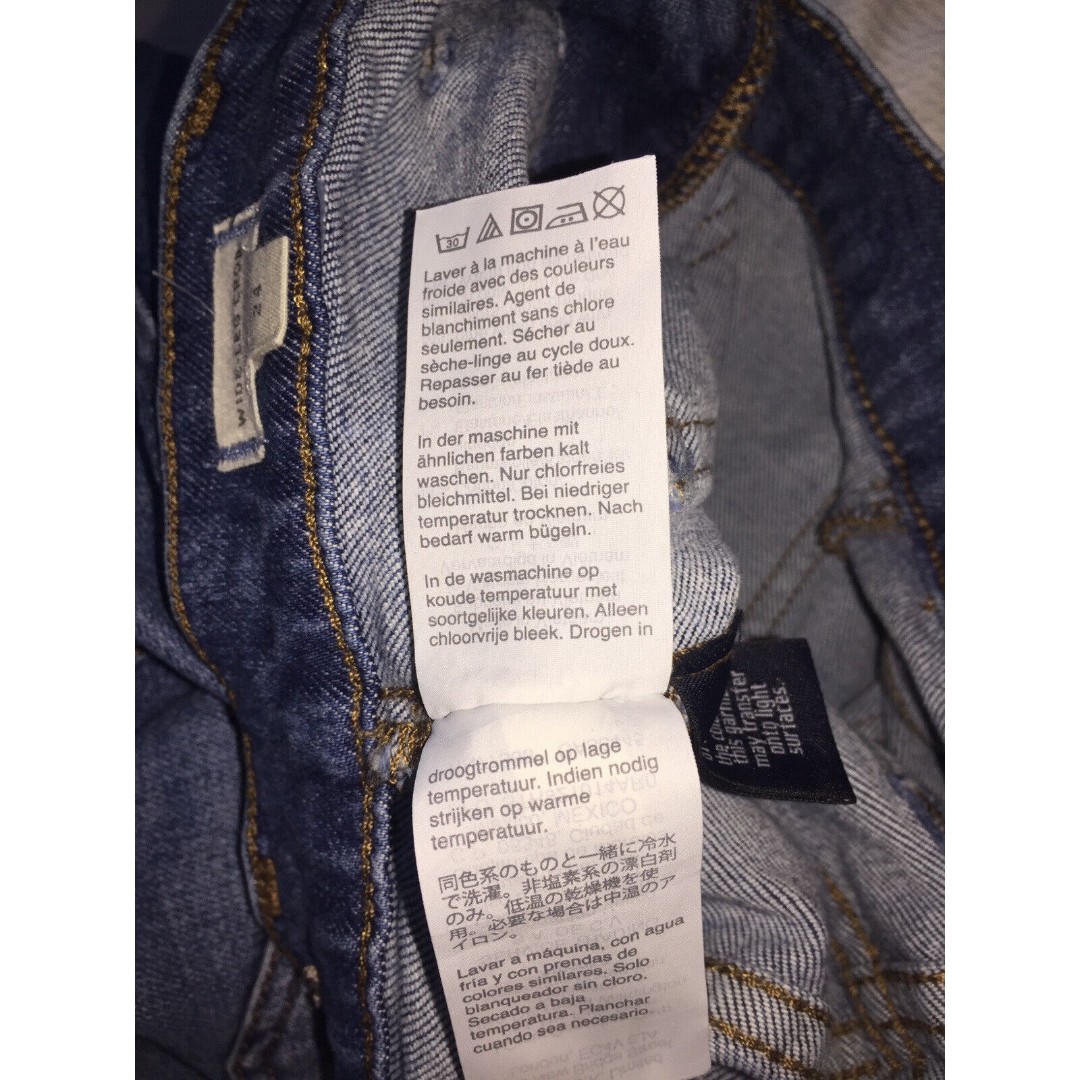 WIDE-LEG CROP
24
30
Laver à la machine à l'eau
froide avec des couleurs
similaires. Agent de
blanchiment sans chlore
seulement. Sécher au
sèche-linge au cycle doux.
Repasser au fer tiède au
besoin.
In der maschine mit
ähnlichen farben kalt
waschen. Nur chlorfreies
bleichmittel. Bei niedriger
temperatur trocknen. Nach
bedarf warm bügeln.
In de wasmachine op
koude temperatuur met
soortgelijke kleuren. Alleen
chloorvrije bleek. Drogen in
droogtrommel op lage
temperatuur. Indien nodig
strijken op warme
temperatuur.
同色系のものと一緒に冷水
で洗濯。非塩素系の漂白剤
のみ。低温の乾燥機を使
用。必要な場合は中温のア
イロン。
Lavar a máquina, con agua
fría y con prendas de
colores similares. Solo
blanqueador sin cloro.
Secado a baja
temperatura. Planchar
cuando sea necesario.
this
may transfer
onto light
surfaces.